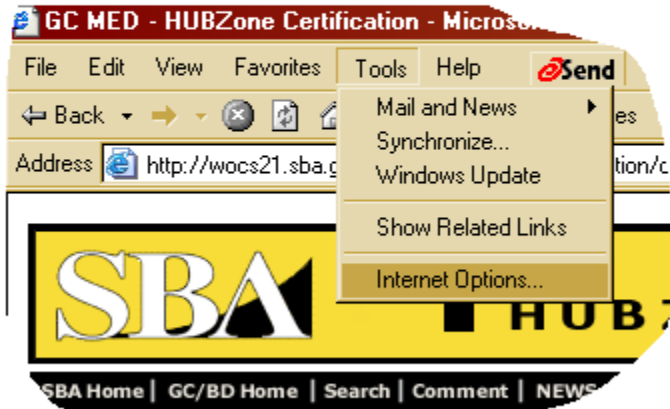 GC MED - HUBZone Certification - Micros
File Edit View Favorites Tools Help Send
Back es
Address http://wocs21.sba.g tion/c
Mail and News
Synchronize...
Windows Update
Show Related Links
Internet Options...
SBA HUBZ
SBA Home | GC/BD Home | Search | Comment | NEWS